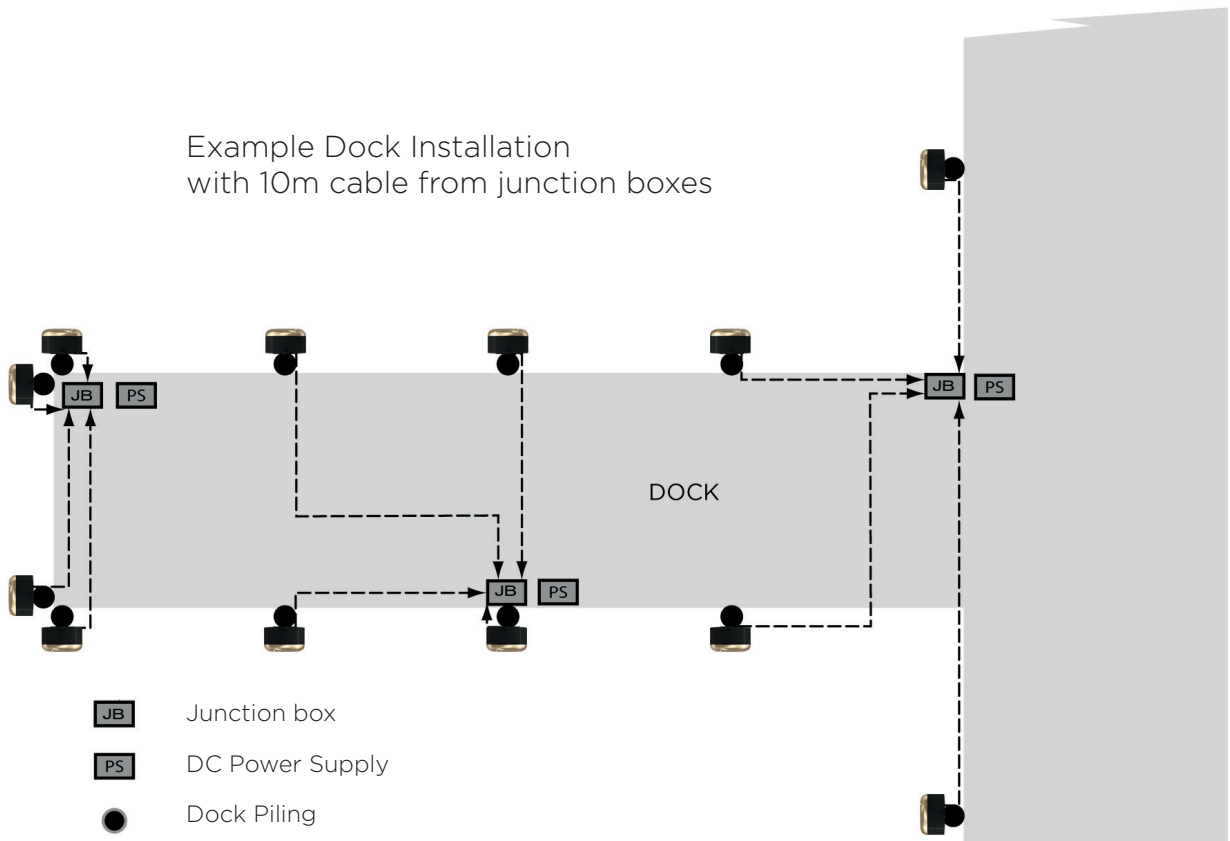 Example Dock Installation
with 10m cable from junction boxes
JB
PS
JB
PS
DOCK
JB
PS
JB
Junction box
PS
DC Power Supply
Dock Piling